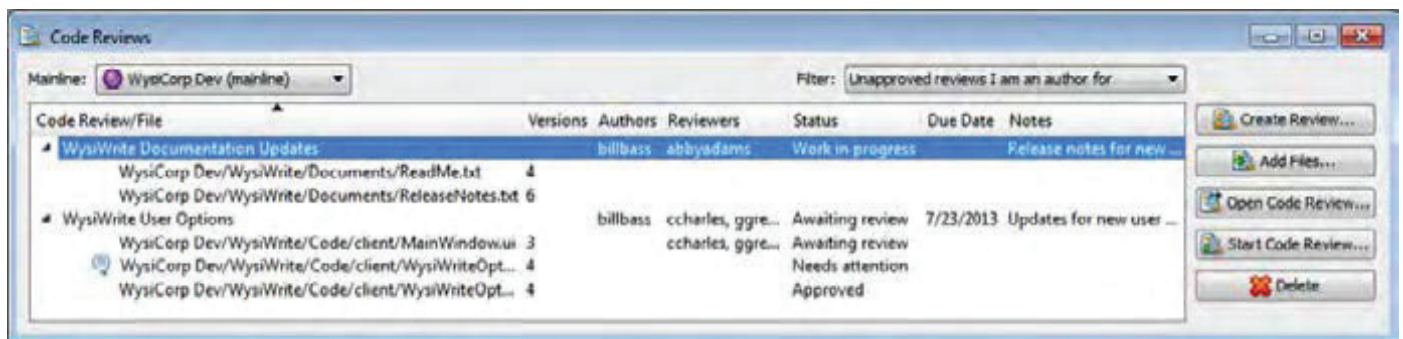 Code Reviews
Mainline: WysiCorp Dev (mainline) Filter: Unapproved reviews I am an author for
Code Review/File Versions Authors Reviewers Status Due Date Notes
WysiWrite Documentation Updates billbass abbyadams Work in progress Release notes for new ...
WysiCorp Dev/WysiWrite/Documents/ReadMe.txt 4
WysiCorp Dev/WysiWrite/Documents/ReleaseNotes.txt 6
WysiWrite User Options billbass ccharles, ggre... Awaiting review 7/23/2013 Updates for new user ...
WysiCorp Dev/WysiWrite/Code/client/MainWindow.ui 3 ccharles, ggre... Awaiting review
WysiCorp Dev/WysiWrite/Code/client/WysiWriteOpt... 4 Needs attention
WysiCorp Dev/WysiWrite/Code/client/WysiWriteOpt... 4 Approved
Create Review...
Add Files...
Open Code Review...
Start Code Review...
Delete